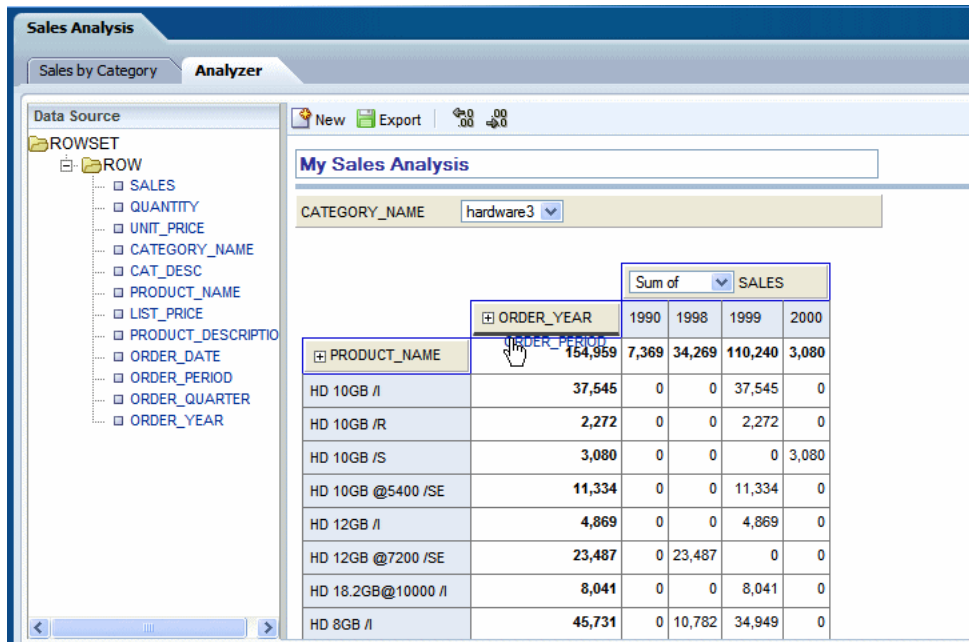 Sales Analysis
Sales by Category Analyzer
Data Source
New Export
ROWSET
ROW
SALES
QUANTITY
UNIT_PRICE
CATEGORY_NAME
CAT_DESC
PRODUCT_NAME
LIST_PRICE
PRODUCT_DESCRIPTIO
ORDER_DATE
ORDER_PERIOD
ORDER_QUARTER
ORDER_YEAR
My Sales Analysis
CATEGORY_NAME hardware3
Sum of SALES
ORDER_YEAR 1990 1998 1999 2000
ORDER_PERIOD
PRODUCT_NAME 154,959 7,369 34,269 110,240 3,080
HD 10GB /I 37,545 0 0 37,545 0
HD 10GB /R 2,272 0 0 2,272 0
HD 10GB /S 3,080 0 0 0 3,080
HD 10GB @5400 /SE 11,334 0 0 11,334 0
HD 12GB /I 4,869 0 0 4,869 0
HD 12GB @7200 /SE 23,487 0 23,487 0 0
HD 18.2GB@10000 /I 8,041 0 0 8,041 0
HD 8GB /I 45,731 0 10,782 34,949 0